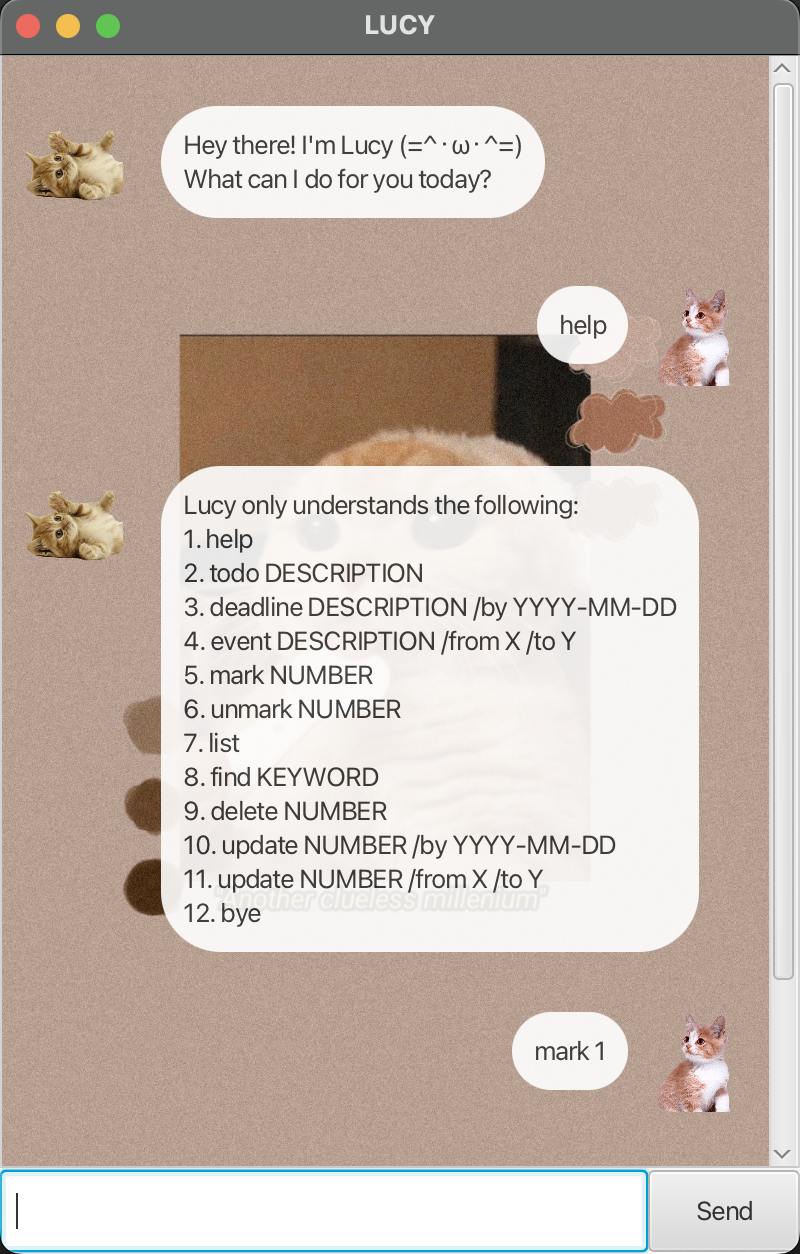 LUCY
Hey there! I'm Lucy (=^･ω･^=)
What can I do for you today?
help
Lucy only understands the following:
1. help
2. todo DESCRIPTION
3. deadline DESCRIPTION /by YYYY-MM-DD
4. event DESCRIPTION /from X /to Y
5. mark NUMBER
6. unmark NUMBER
7. list
8. find KEYWORD
9. delete NUMBER
10. update NUMBER /by YYYY-MM-DD
11. update NUMBER /from X /to Y
"Another clueless millenium"
12. bye
mark 1
Send